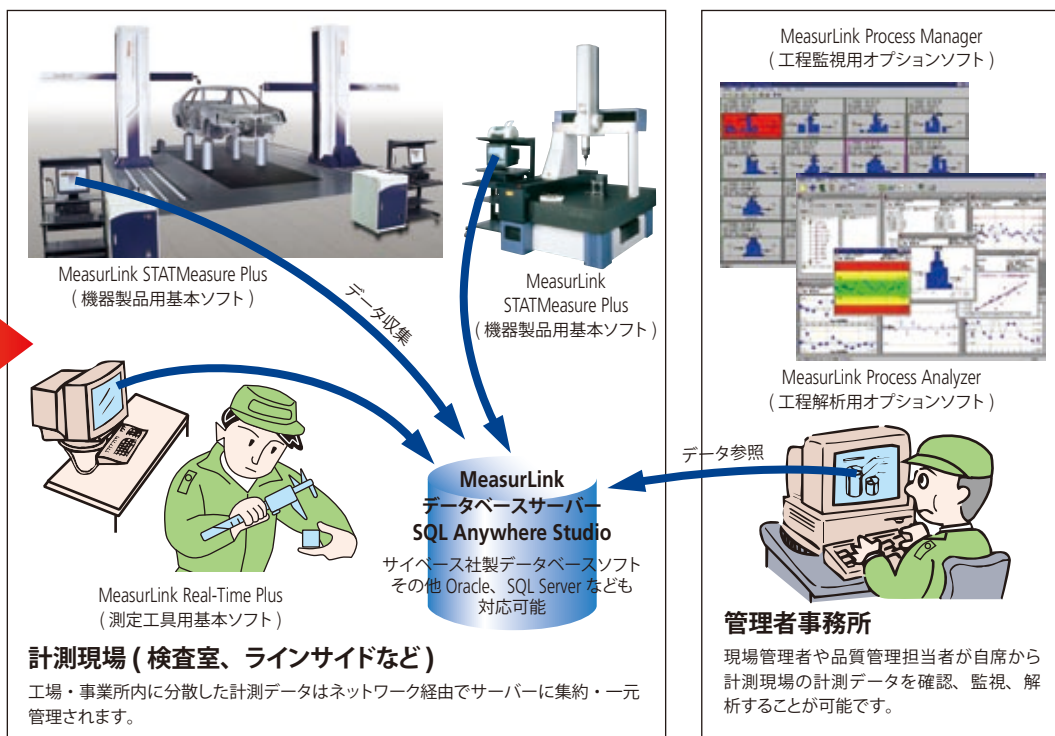 MeasurLink STATMeasure Plus
( 機器製品用基本ソフト )
MeasurLink
STATMeasure Plus
( 機器製品用基本ソフト )
データ収集
MeasurLink Real-Time Plus
( 測定工具用基本ソフト )
MeasurLink
データベースサーバー
SQL Anywhere Studio
サイベース社製データベースソフト
その他 Oracle、SQL Server なども
対応可能
計測現場 ( 検査室、ラインサイドなど )
工場・事業所内に分散した計測データはネットワーク経由でサーバーに集約・一元
管理されます。
MeasurLink Process Manager
( 工程監視用オプションソフト )
MeasurLink Process Analyzer
( 工程解析用オプションソフト )
データ参照
管理者事務所
現場管理者や品質管理担当者が自席から
計測現場の計測データを確認、監視、解
析することが可能です。